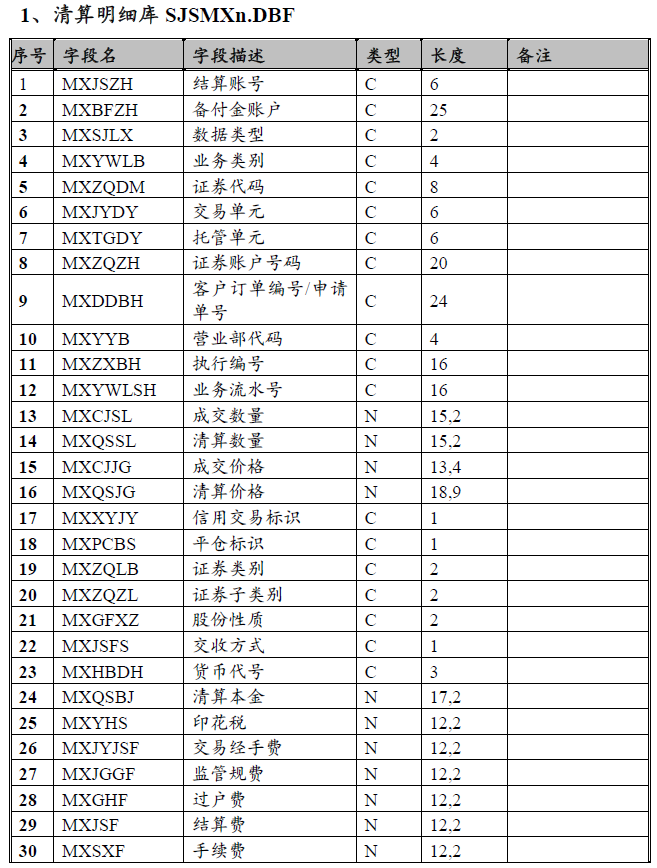 1、清算明细库 SJSMXn.DBF
序号 字段名 字段描述 类型 长度 备注
1 MXJSZH 结算账号 C 6
2 MXBFZH 备付金账户 C 25
3 MXSJLX 数据类型 C 2
4 MXYWLB 业务类别 C 4
5 MXZQDM 证券代码 C 8
6 MXJYDY 交易单元 C 6
7 MXTGDY 托管单元 C 6
8 MXZQZH 证券账户号码 C 20
9 MXDDBH 客户订单编号/申请 C 24
单号
10 MXYYB 营业部代码 C 4
11 MXZXBH 执行编号 C 16
12 MXYWLSH 业务流水号 C 16
13 MXCJSL 成交数量 N 15,2
14 MXQSSL 清算数量 N 15,2
15 MXCJJG 成交价格 N 13,4
16 MXQSJG 清算价格 N 18,9
17 MXXYJY 信用交易标识 C 1
18 MXPCBS 平仓标识 C 1
19 MXZQLB 证券类别 C 2
20 MXZQZL 证券子类别 C 2
21 MXGFXZ 股份性质 C 2
22 MXJSFS 交收方式 C 1
23 MXHBDH 货币代号 C 3
24 MXQSBJ 清算本金 N 17,2
25 MXYHS 印花税 N 12,2
26 MXJYJSF 交易经手费 N 12,2
27 MXJGGF 监管规费 N 12,2
28 MXGHF 过户费 N 12,2
29 MXJSF 结算费 N 12,2
30 MXSXF 手续费 N 12,2